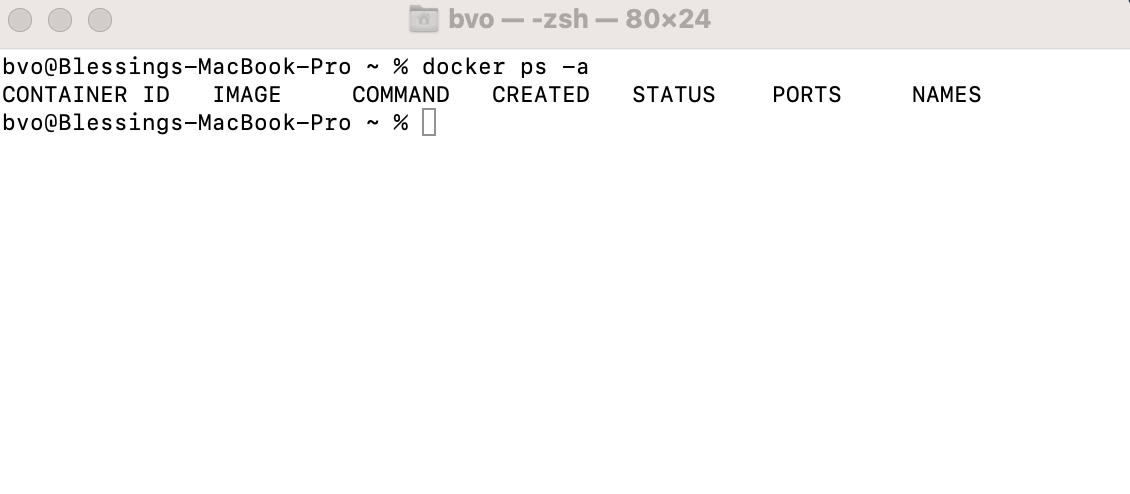 bvo — -zsh — 80×24
bvo@Blessings-MacBook-Pro ~ % docker ps -a
CONTAINER ID   IMAGE     COMMAND   CREATED   STATUS    PORTS     NAMES
bvo@Blessings-MacBook-Pro ~ %